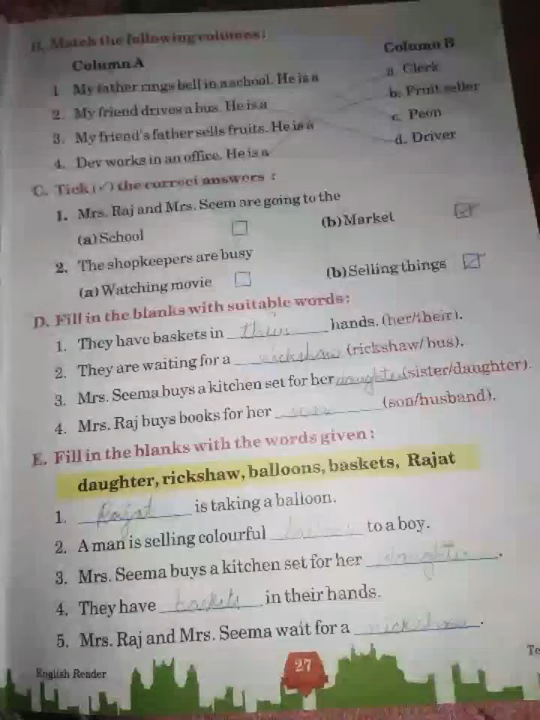 B. Match the following columns:
Column A Column B
1. My father rings bell in a school. He is a a. Clerk
2. My friend drives a bus. He is a b. Fruit seller
3. My friend's father sells fruits. He is a c. Peon
4. Dev works in an office. He is a d. Driver
C. Tick (✓) the correct answers :
1. Mrs. Raj and Mrs. Seem are going to the
(a) School (b) Market ✓
2. The shopkeepers are busy
(a) Watching movie (b) Selling things ✓
D. Fill in the blanks with suitable words:
1. They have baskets in their hands. (her/their).
2. They are waiting for a rickshaw (rickshaw/ bus).
3. Mrs. Seema buys a kitchen set for her daughter (sister/daughter).
4. Mrs. Raj buys books for her (son/husband).
E. Fill in the blanks with the words given :
daughter, rickshaw, balloons, baskets, Rajat
1. Rajat is taking a balloon.
2. A man is selling colourful to a boy.
3. Mrs. Seema buys a kitchen set for her daughter.
4. They have baskets in their hands.
5. Mrs. Raj and Mrs. Seema wait for a rickshaw.
English Reader 27 Te